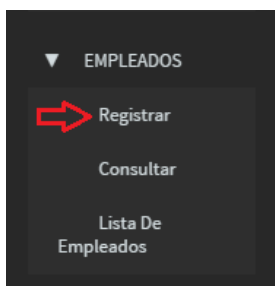 ▼ EMPLEADOS
Registrar
Consultar
Lista De
Empleados